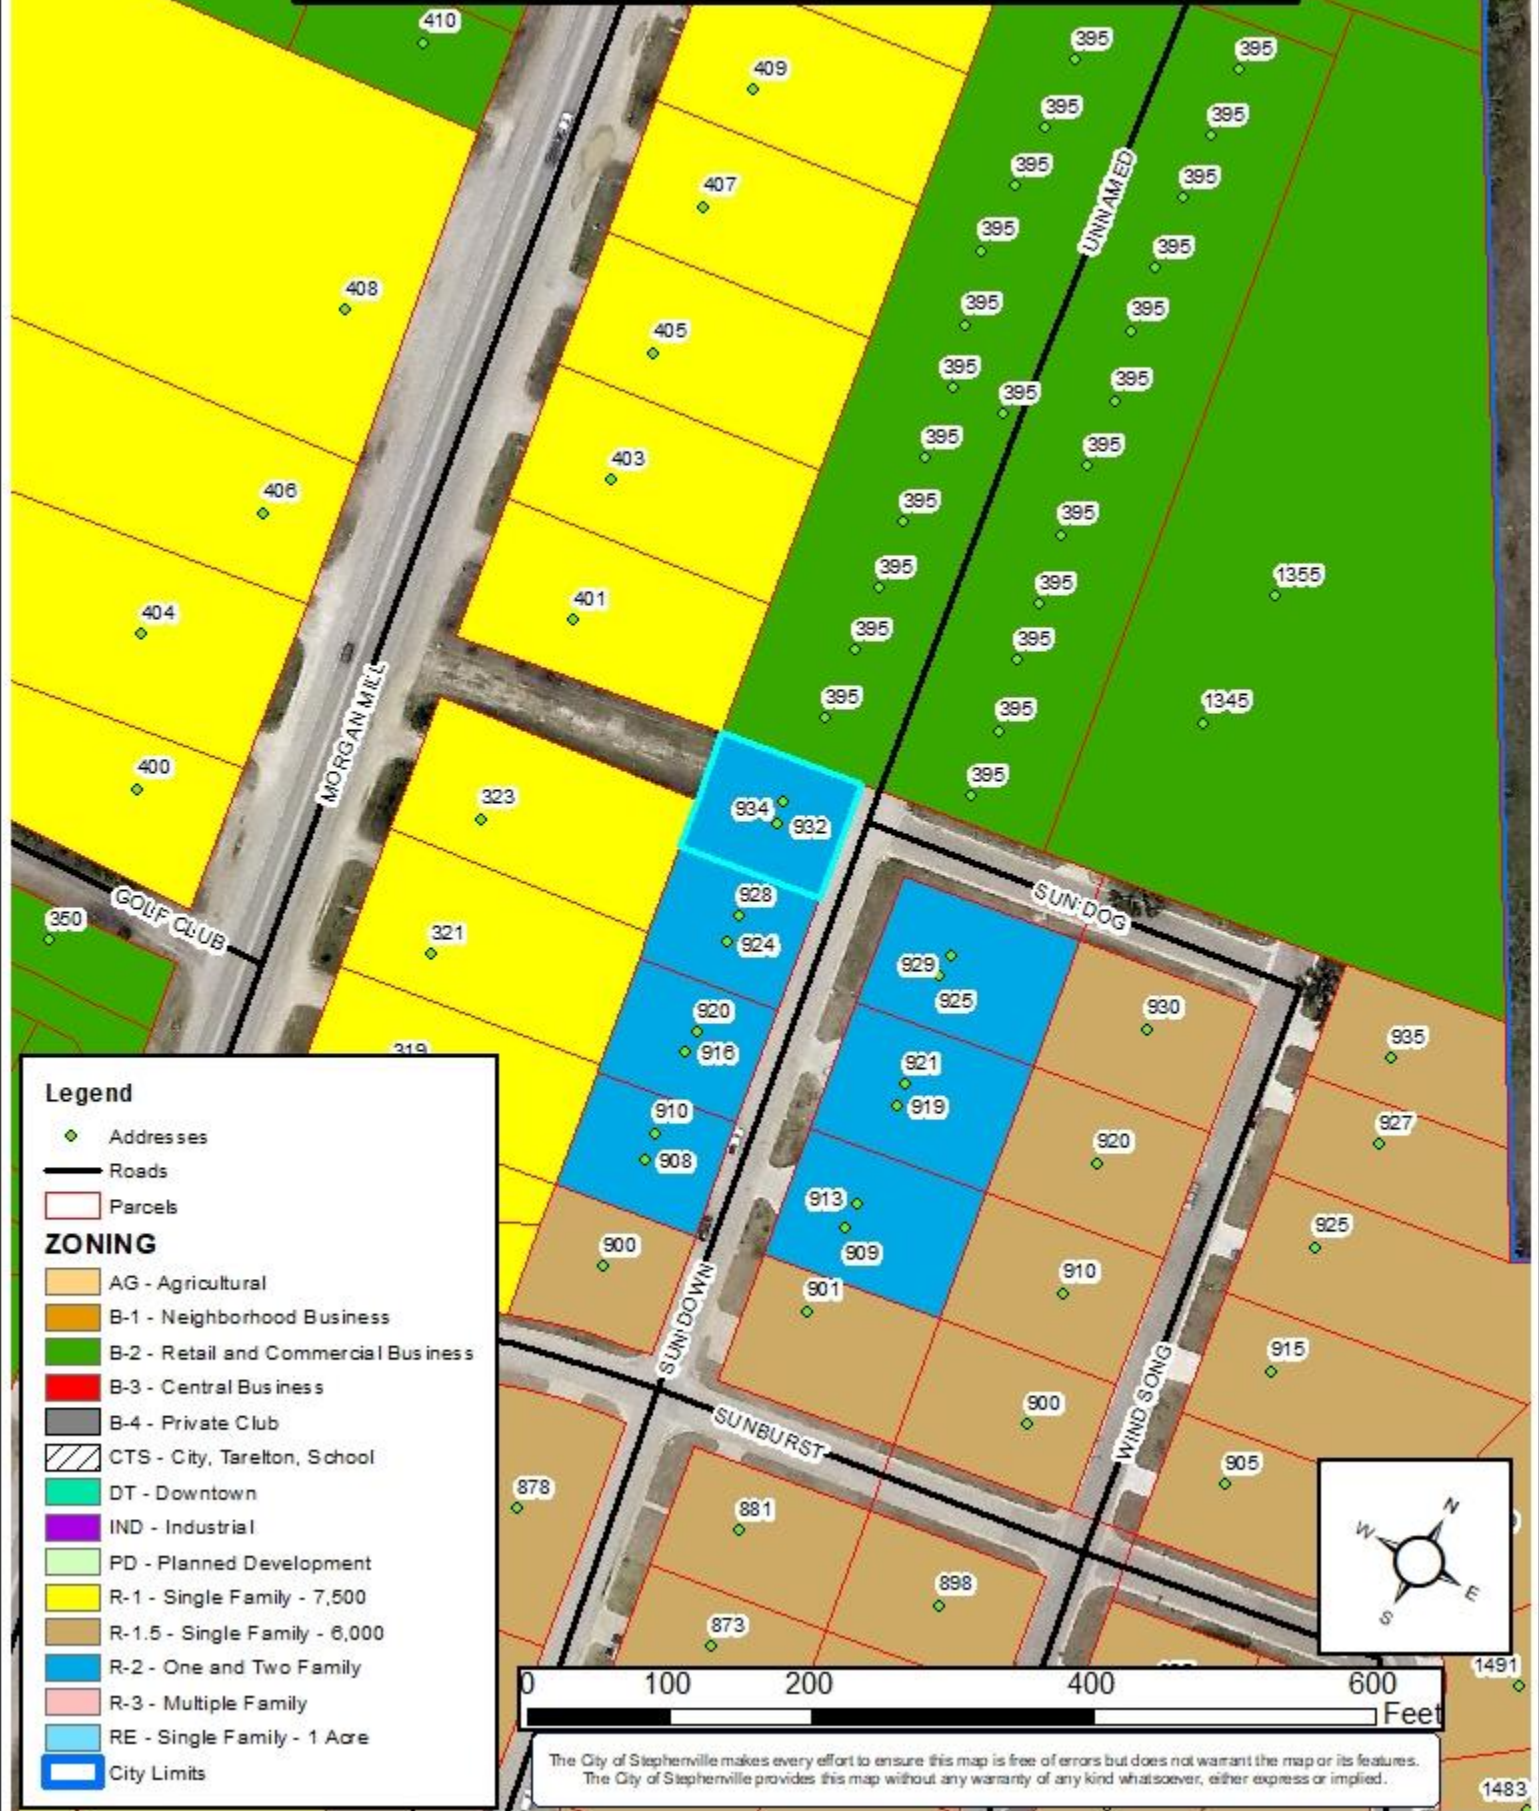 410
395
395
409
395
395
395
407
395
395
395
408
395
395
405
395
395
395
395
403
395
395
406
395
395
1355
395
395
401
404
395
395
1345
395
395
400
395
323
934
932
UNNAMED
MORGAN MILL
GOLF CLUB
SUN DOG
350
321
928
924
929
925
930
935
920
916
319
921
919
927
910
908
920
913
909
925
900
910
901
915
SUNDOWN
WIND SONG
SUNBURST
900
905
878
881
898
873
1491
1483
Legend
Addresses
Roads
Parcels
ZONING
AG - Agricultural
B-1 - Neighborhood Business
B-2 - Retail and Commercial Business
B-3 - Central Business
B-4 - Private Club
CTS - City, Tarelton, School
DT - Downtown
IND - Industrial
PD - Planned Development
R-1 - Single Family - 7,500
R-1.5 - Single Family - 6,000
R-2 - One and Two Family
R-3 - Multiple Family
RE - Single Family - 1 Acre
City Limits
N
W
E
S
0 100 200 400 600
Feet
The City of Stephenville makes every effort to ensure this map is free of errors but does not warrant the map or its features.
The City of Stephenville provides this map without any warranty of any kind whatsoever, either express or implied.